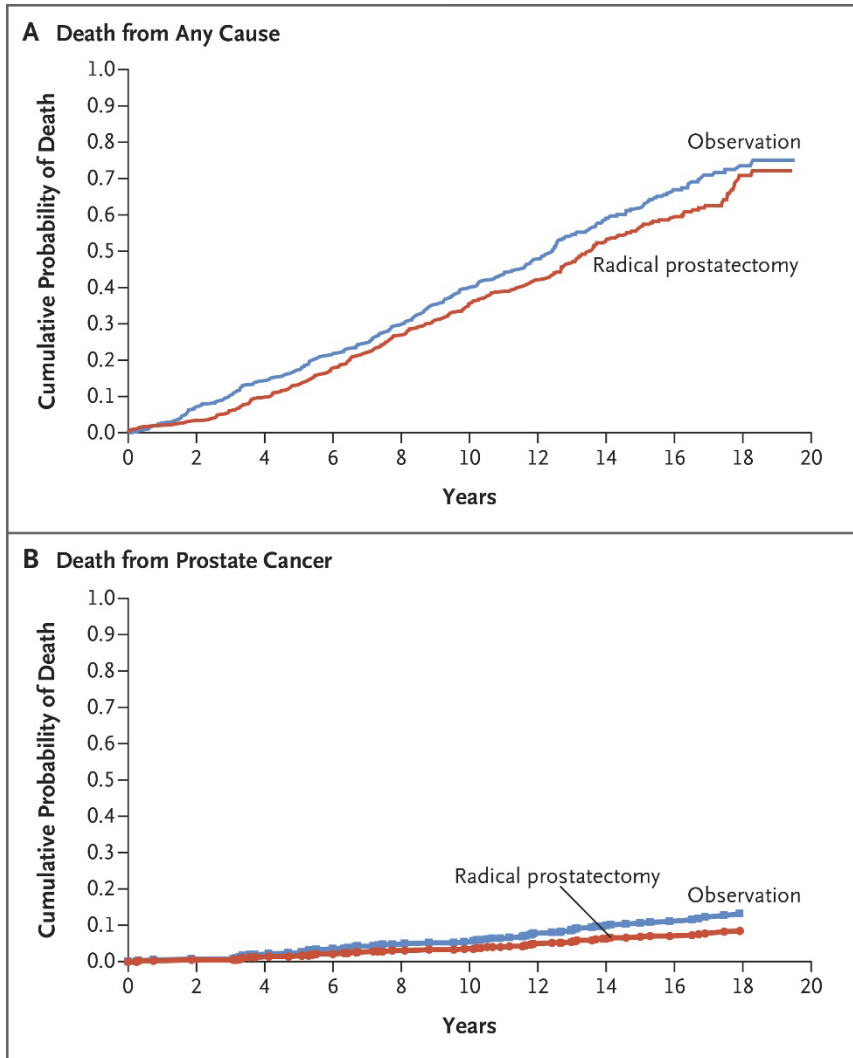 A Death from Any Cause
Cumulative Probability of Death
1.0
0.9
0.8
0.7
0.6
0.5
0.4
0.3
0.2
0.1
0.0
Observation
Radical prostatectomy
0 2 4 6 8 10 12 14 16 18 20
Years
B Death from Prostate Cancer
Cumulative Probability of Death
1.0
0.9
0.8
0.7
0.6
0.5
0.4
0.3
0.2
0.1
0.0
Radical prostatectomy
Observation
0 2 4 6 8 10 12 14 16 18 20
Years